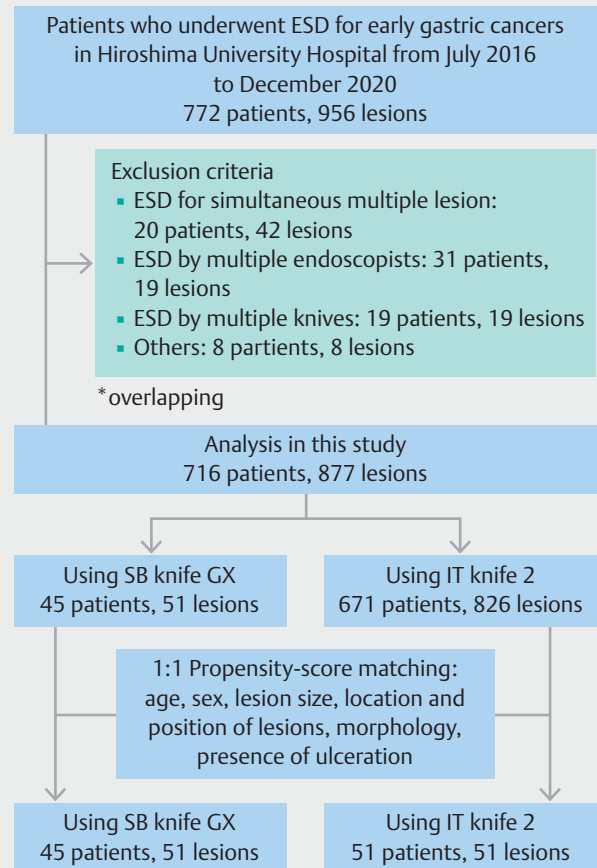 Patients who underwent ESD for early gastric cancers
in Hiroshima University Hospital from July 2016
to December 2020
772 patients, 956 lesions
Exclusion criteria
▪ ESD for simultaneous multiple lesion:
20 patients, 42 lesions
▪ ESD by multiple endoscopists: 31 patients,
19 lesions
▪ ESD by multiple knives: 19 patients, 19 lesions
▪ Others: 8 partients, 8 lesions
*overlapping
Analysis in this study
716 patients, 877 lesions
Using SB knife GX
45 patients, 51 lesions
Using IT knife 2
671 patients, 826 lesions
1:1 Propensity-score matching:
age, sex, lesion size, location and
position of lesions, morphology,
presence of ulceration
Using SB knife GX
45 patients, 51 lesions
Using IT knife 2
51 patients, 51 lesions